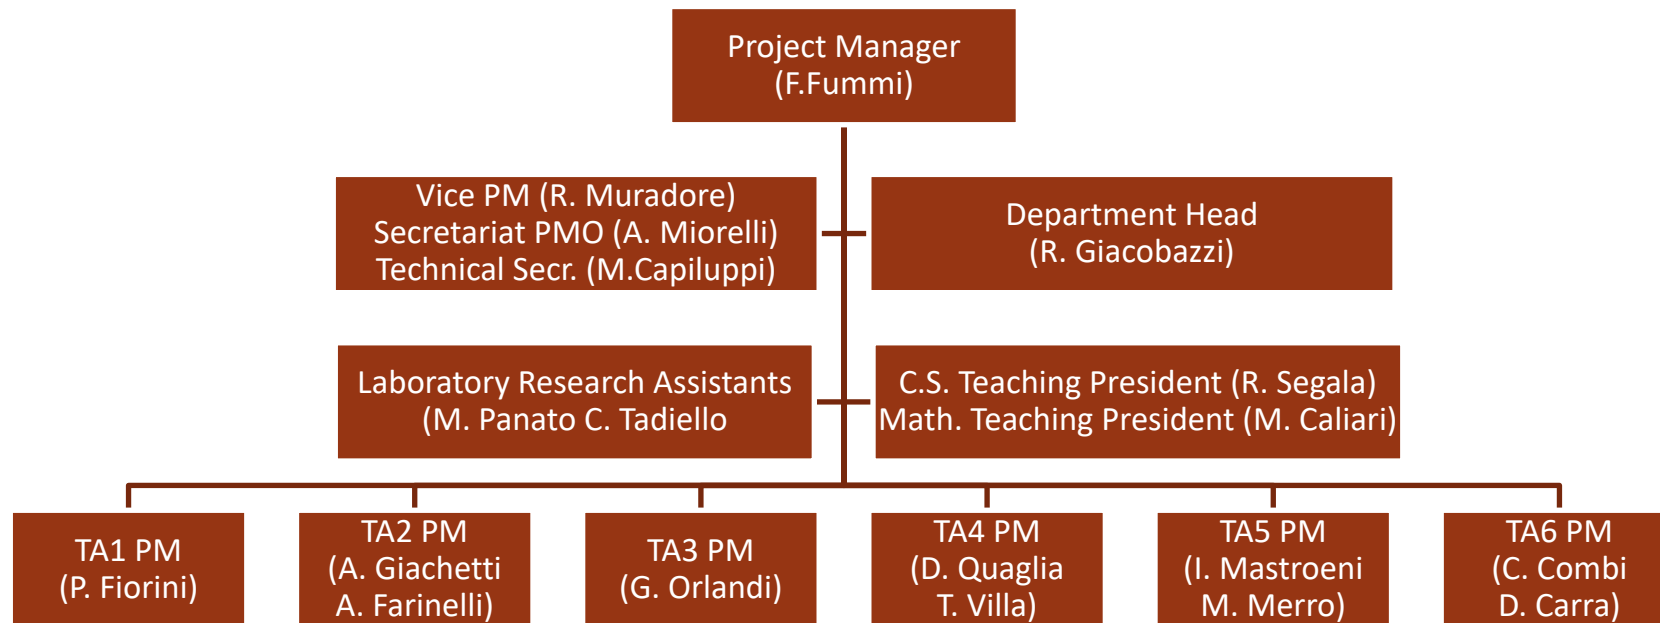 Project Manager
(F.Fummi)
Vice PM (R. Muradore)
Secretariat PMO (A. Miorelli)
Technical Secr. (M.Capiluppi)
Department Head
(R. Giacobazzi)
Laboratory Research Assistants
(M. Panato C. Tadiello
C.S. Teaching President (R. Segala)
Math. Teaching President (M. Caliari)
TA1 PM
(P. Fiorini)
TA2 PM
(A. Giachetti
A. Farinelli)
TA3 PM
(G. Orlandi)
TA4 PM
(D. Quaglia
T. Villa)
TA5 PM
(I. Mastroeni
M. Merro)
TA6 PM
(C. Combi
D. Carra)